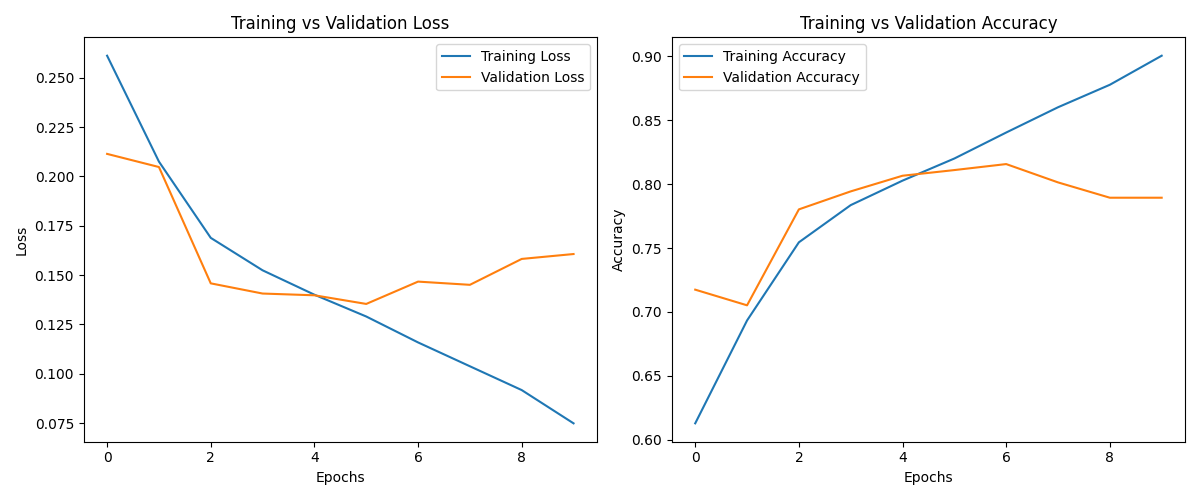 Training vs Validation Loss
Training Loss
Validation Loss
0.250
0.225
0.200
0.175
0.150
0.125
0.100
0.075
Loss
0 2 4 6 8
Epochs
Training vs Validation Accuracy
Training Accuracy
Validation Accuracy
0.90
0.85
0.80
0.75
0.70
0.65
0.60
Accuracy
0 2 4 6 8
Epochs